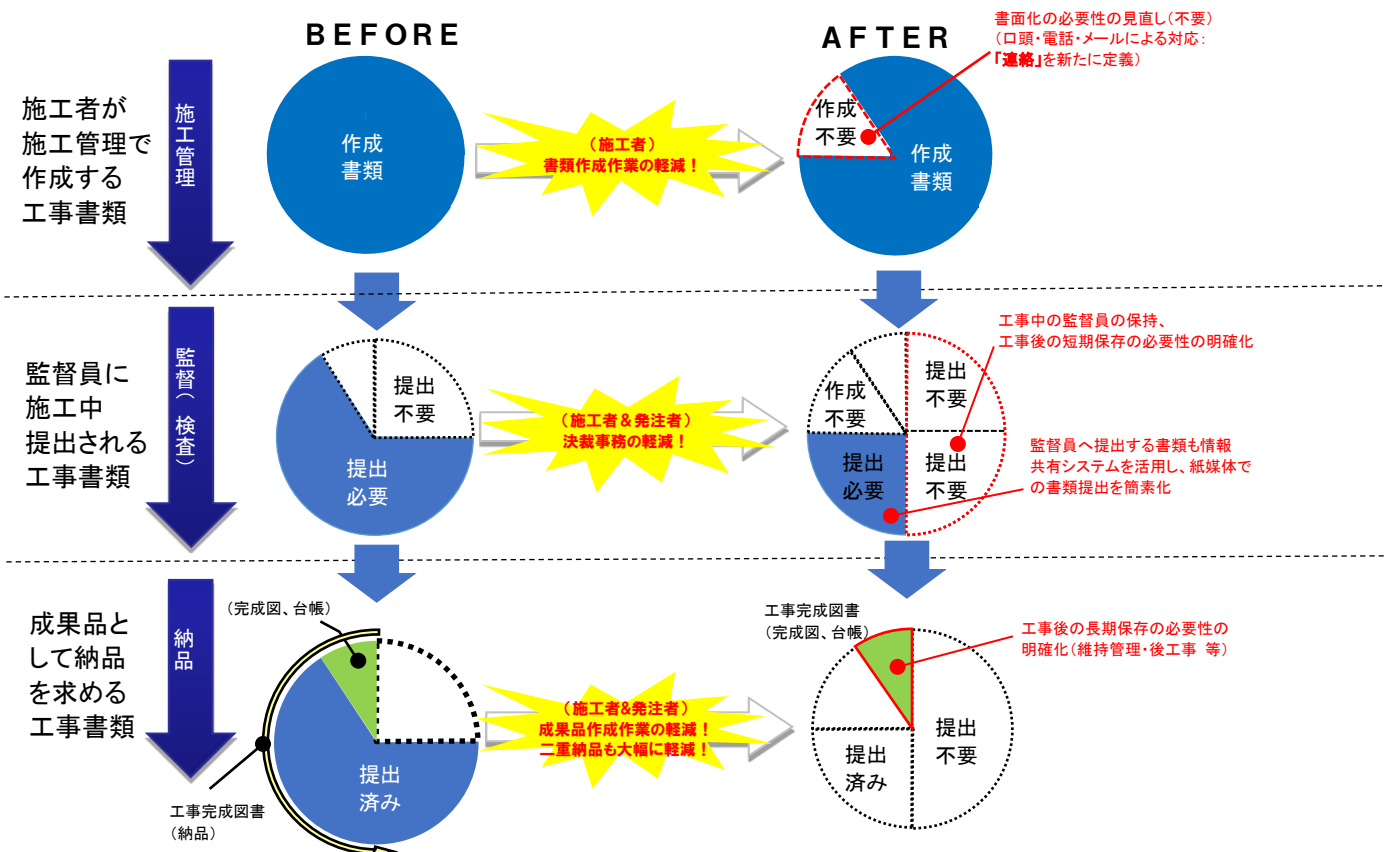 BEFORE
AFTER
書面化の必要性の見直し(不要)
(口頭・電話・メールによる対応:
「連絡」を新たに定義)
施工者が
施工管理で
作成する
工事書類
施工管理
作成
書類
(施工者)
書類作成作業の軽減！
作成
不要
作成
書類
監督員に
施工中
提出される
工事書類
監督(検査)
提出
不要
提出
必要
(施工者＆発注者)
決裁事務の軽減！
作成
不要
提出
不要
提出
必要
提出
不要
工事中の監督員の保持、
工事後の短期保存の必要性の明確化
監督員へ提出する書類も情報
共有システムを活用し、紙媒体で
の書類提出を簡素化
成果品と
して納品
を求める
工事書類
納品
(完成図、台帳)
提出
済み
工事完成図書
(納品)
(施工者&発注者)
成果品作成作業の軽減！
二重納品も大幅に軽減！
工事完成図書
(完成図、台帳)
提出
不要
提出
済み
工事後の長期保存の必要性の
明確化(維持管理・後工事 等)